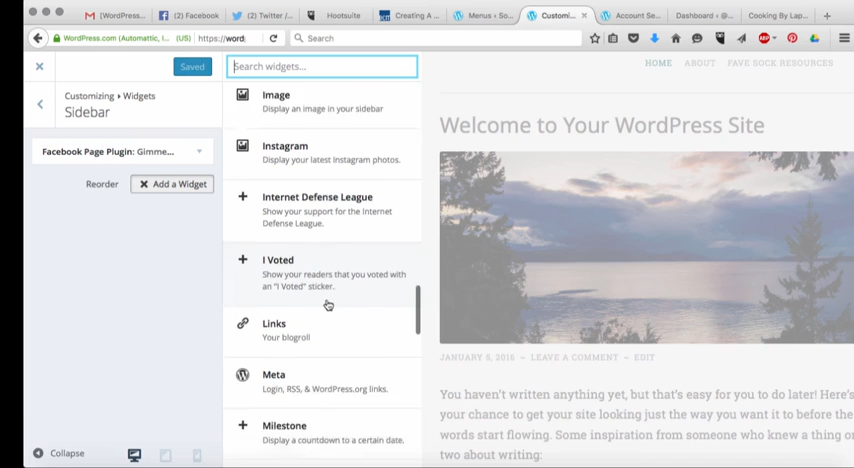 [WordPress...
(2) Facebook
(2) Twitter /...
Hootsuite
Creating A ...
Menus ‹ So...
Customi...
Account Se...
Dashboard ‹ @...
Cooking By Lap...
WordPress.com (Automattic, I... (US)
https://word
Search
Saved
Search widgets...
HOME ABOUT FAVE SOCK RESOURCES
Customizing ▸ Widgets
Sidebar
Facebook Page Plugin: Gimme...
Reorder
Add a Widget
Image
Display an image in your sidebar
Instagram
Display your latest Instagram photos.
Internet Defense League
Show your support for the Internet
Defense League.
I Voted
Show your readers that you voted with
an "I Voted" sticker.
Links
Your blogroll
Meta
Login, RSS, & WordPress.org links.
Milestone
Display a countdown to a certain date.
Collapse
Welcome to Your WordPress Site
JANUARY 5, 2016 ~ LEAVE A COMMENT ~ EDIT
You haven't written anything yet, but that's easy for you to do later! Here's
your chance to get your site looking just the way you want it to before the
words start flowing. Some inspiration from someone who knew a thing or
two about writing: